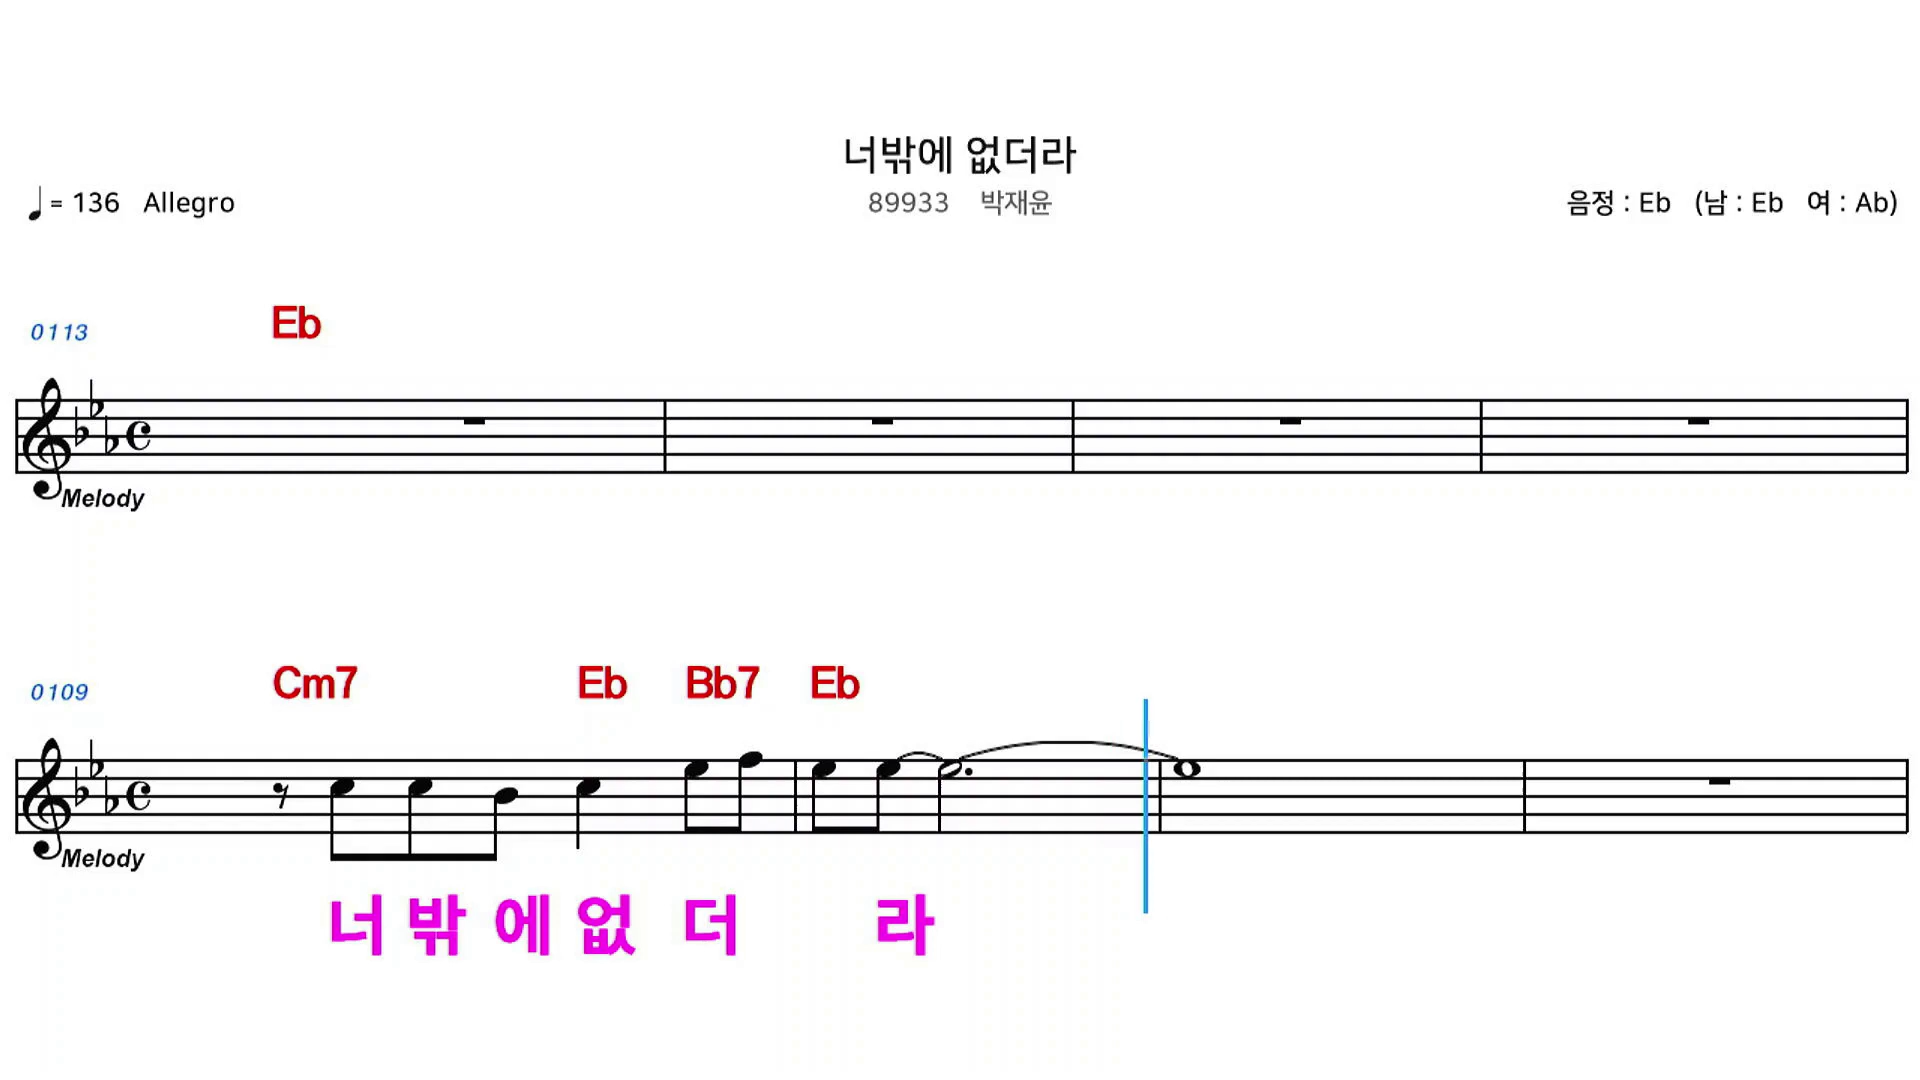 너밖에 없더라
♩= 136 Allegro
89933 박재윤
음정 : Eb (남 : Eb 여 : Ab)
0113
Eb
Melody
0109
Cm7 Eb Bb7 Eb
Melody
너 밖 에 없 더 라